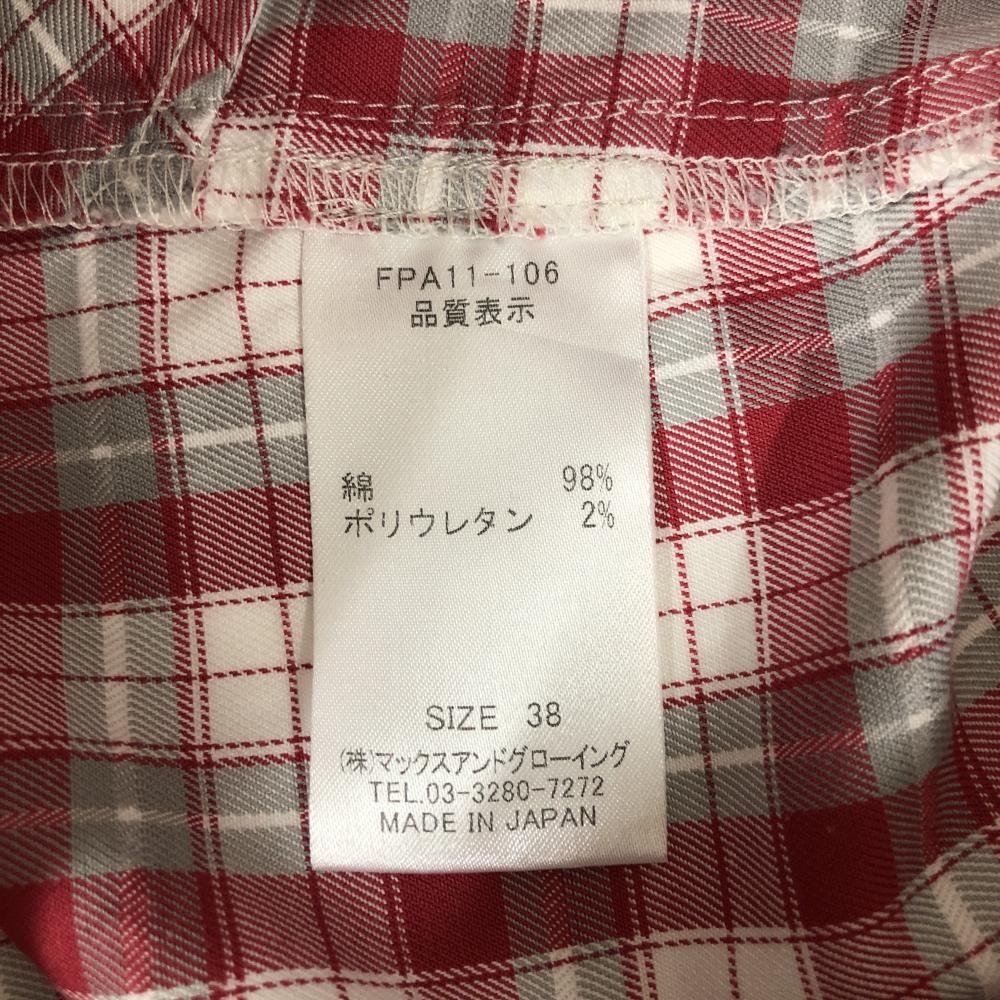 FPA11-106
品質表示
綿 98%
ポリウレタン 2%
SIZE 38
(株)マックスアンドグローイング
TEL.03-3280-7272
MADE IN JAPAN